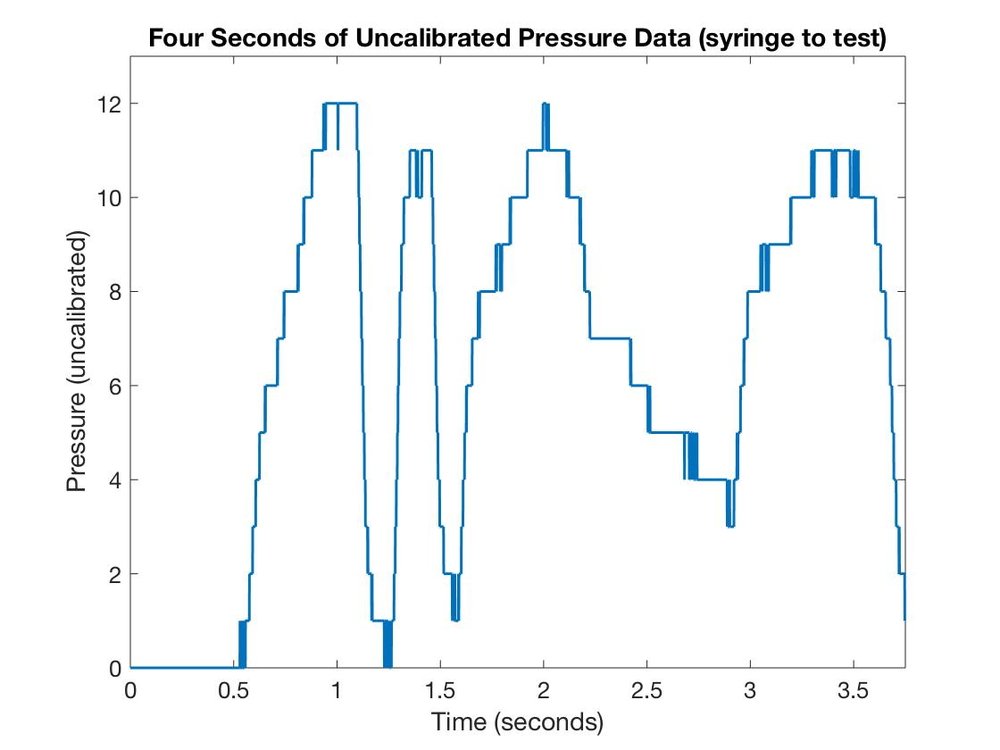 Four Seconds of Uncalibrated Pressure Data (syringe to test)
12
10
8
6
4
2
0
Pressure (uncalibrated)
0 0.5 1 1.5 2 2.5 3 3.5
Time (seconds)